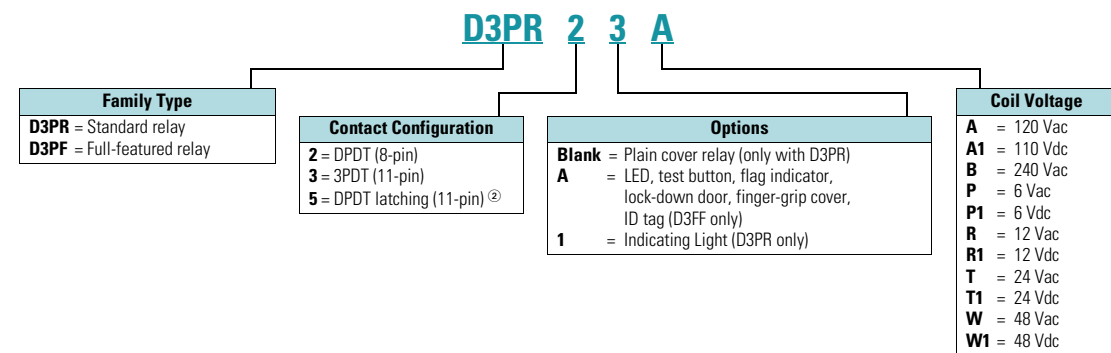 D3PR 2 3 A
Family Type
D3PR = Standard relay
D3PF = Full-featured relay
Contact Configuration
2 = DPDT (8-pin)
3 = 3PDT (11-pin)
5 = DPDT latching (11-pin) ②
Options
Blank = Plain cover relay (only with D3PR)
A = LED, test button, flag indicator,
lock-down door, finger-grip cover,
ID tag (D3FF only)
1 = Indicating Light (D3PR only)
Coil Voltage
A = 120 Vac
A1 = 110 Vdc
B = 240 Vac
P = 6 Vac
P1 = 6 Vdc
R = 12 Vac
R1 = 12 Vdc
T = 24 Vac
T1 = 24 Vdc
W = 48 Vac
W1 = 48 Vdc